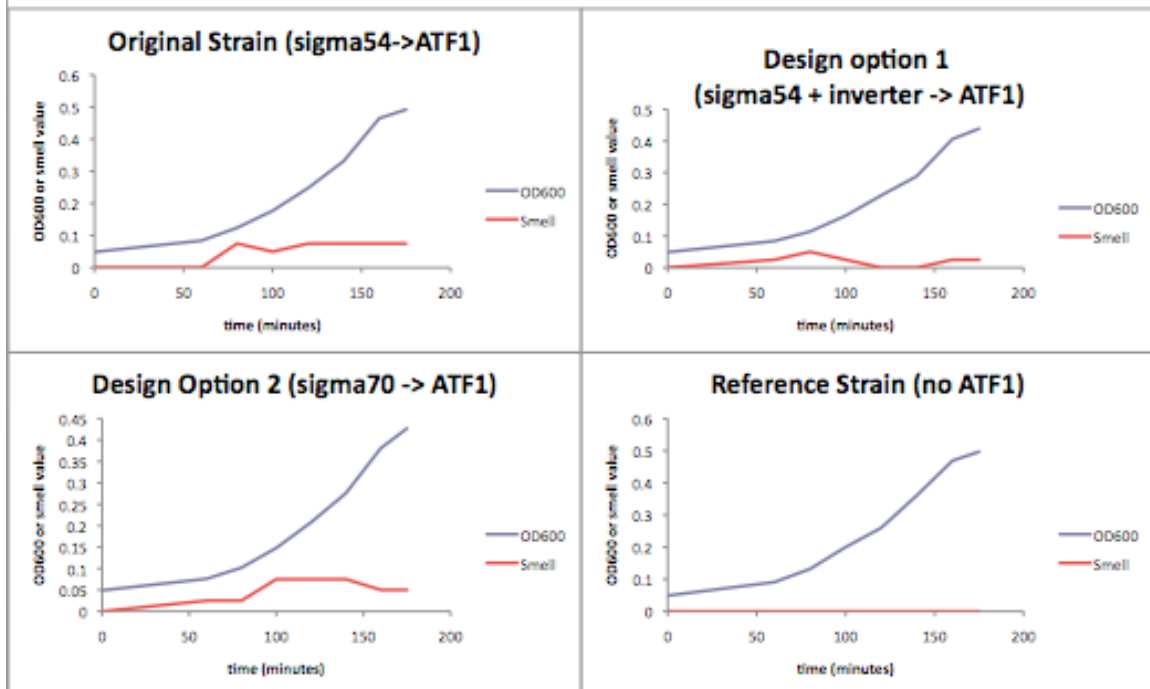 Original Strain (sigma54->ATF1)
OD600 or smell value
0.6
0.5
0.4
0.3
0.2
0.1
0
0 50 100 150 200
time (minutes)
OD600
Smell
Design option 1
(sigma54 + inverter -> ATF1)
OD600 or smell value
0.5
0.4
0.3
0.2
0.1
0
0 50 100 150 200
time (minutes)
OD600
Smell
Design Option 2 (sigma70 -> ATF1)
OD600 or smell value
0.45
0.4
0.35
0.3
0.25
0.2
0.15
0.1
0.05
0
0 50 100 150 200
time (minutes)
OD600
Smell
Reference Strain (no ATF1)
OD600 or smell value
0.6
0.5
0.4
0.3
0.2
0.1
0
0 50 100 150 200
time (minutes)
OD600
Smell